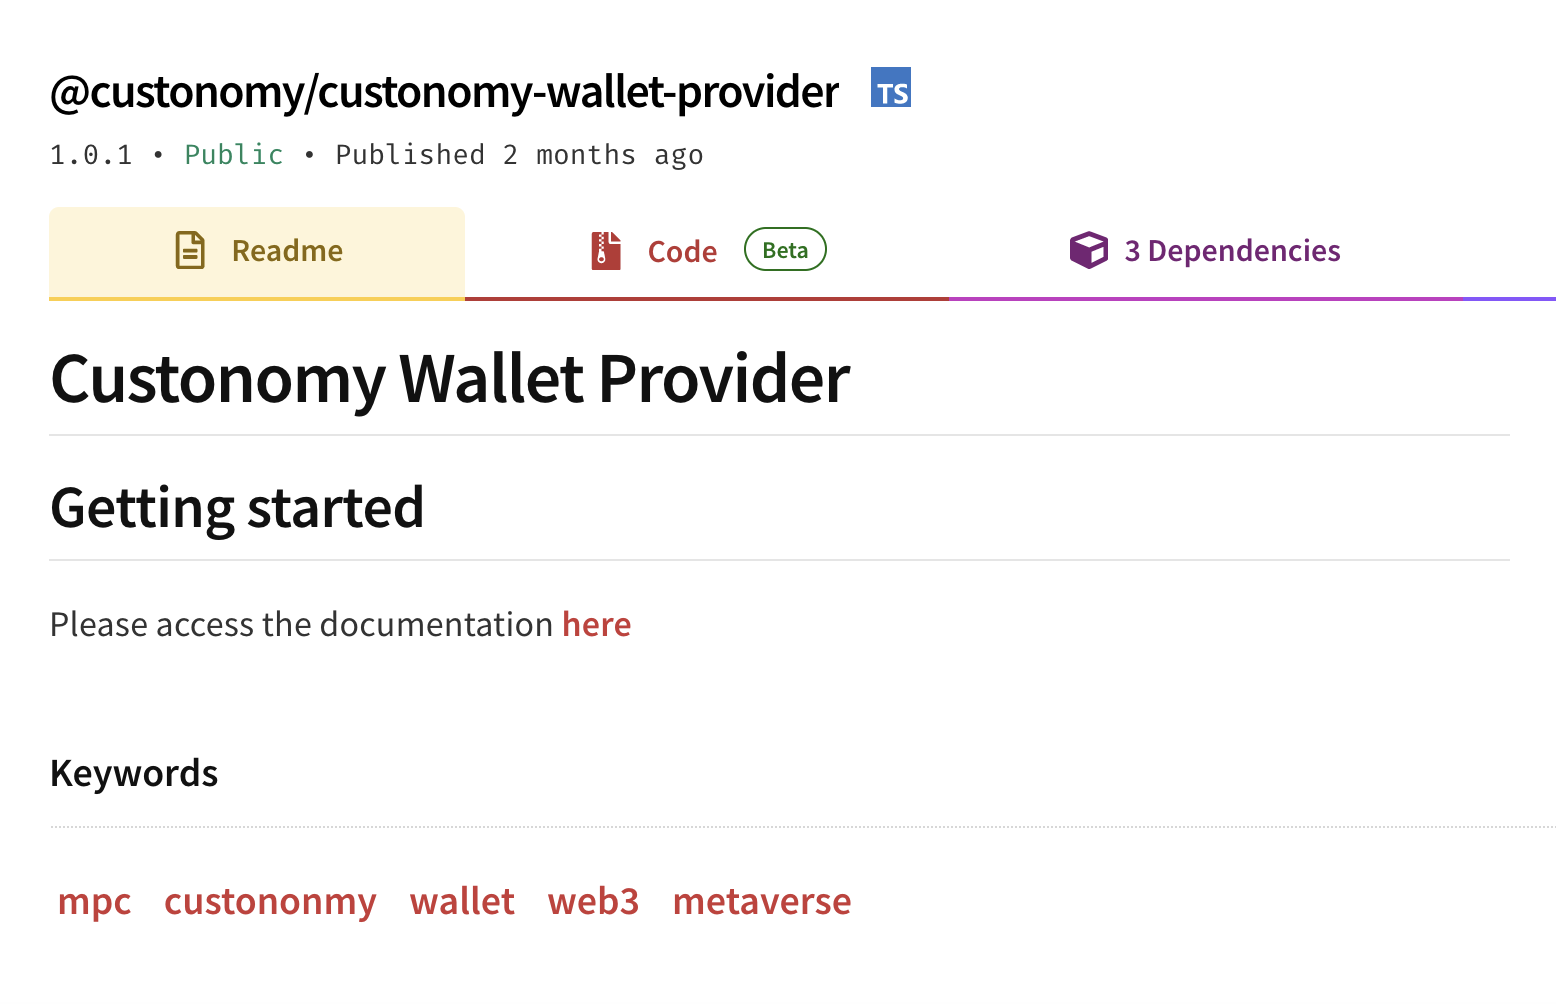 @custonomy/custonomy-wallet-provider TS
1.0.1 • Public • Published 2 months ago
Readme Code Beta 3 Dependencies
Custonomy Wallet Provider
Getting started
Please access the documentation here
Keywords
mpc custononmy wallet web3 metaverse